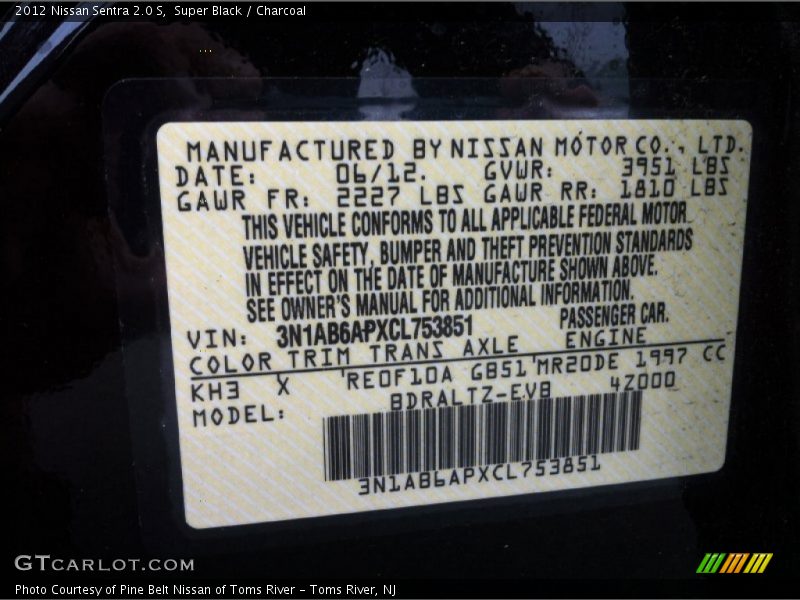 2012 Nissan Sentra 2.0 S, Super Black / Charcoal
MANUFACTURED BY NISSAN MOTOR CO., LTD.
DATE: 06/12. GVWR: 3951 LBS
GAWR FR: 2227 LBS GAWR RR: 1810 LBS
THIS VEHICLE CONFORMS TO ALL APPLICABLE FEDERAL MOTOR
VEHICLE SAFETY, BUMPER AND THEFT PREVENTION STANDARDS
IN EFFECT ON THE DATE OF MANUFACTURE SHOWN ABOVE.
SEE OWNER'S MANUAL FOR ADDITIONAL INFORMATION.
VIN: 3N1AB6APXCL753851 PASSENGER CAR.
COLOR TRIM TRANS AXLE ENGINE
KH3 X RE0F10A GB51 MR20DE 1997 CC
MODEL: BDRALTZ-EVB 4Z000
3N1AB6APXCL753851
GTCARLOT.COM
Photo Courtesy of Pine Belt Nissan of Toms River – Toms River, NJ